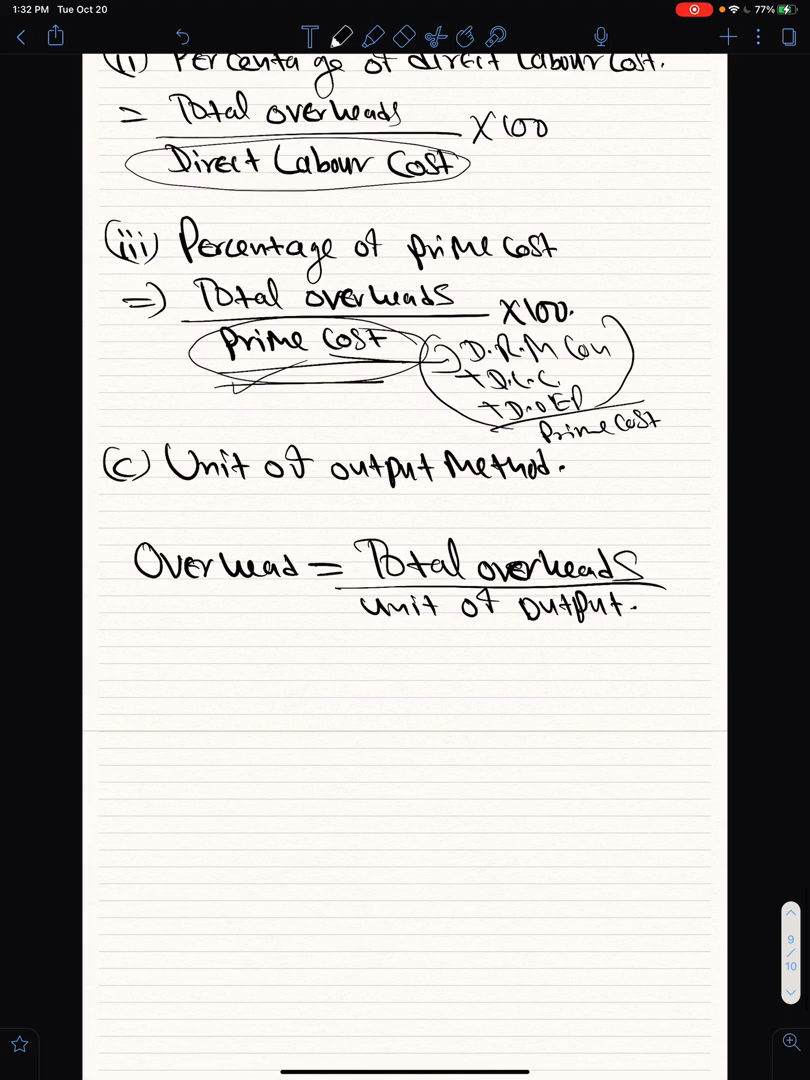 1:32 PM Tue Oct 20
77%
(ii) Percentage of direct Labour Cost.
= Total overheads
X 100
Direct Labour Cost
(iii) Percentage of prime cost
=) Total overheads
X100.
Prime Cost
=) D.R.M Con
+ D.L.C.
+ D.O EP
Prime Cost
(C) Unit of output Method.
Overhead = Total overheads
unit of output.
9
/
10